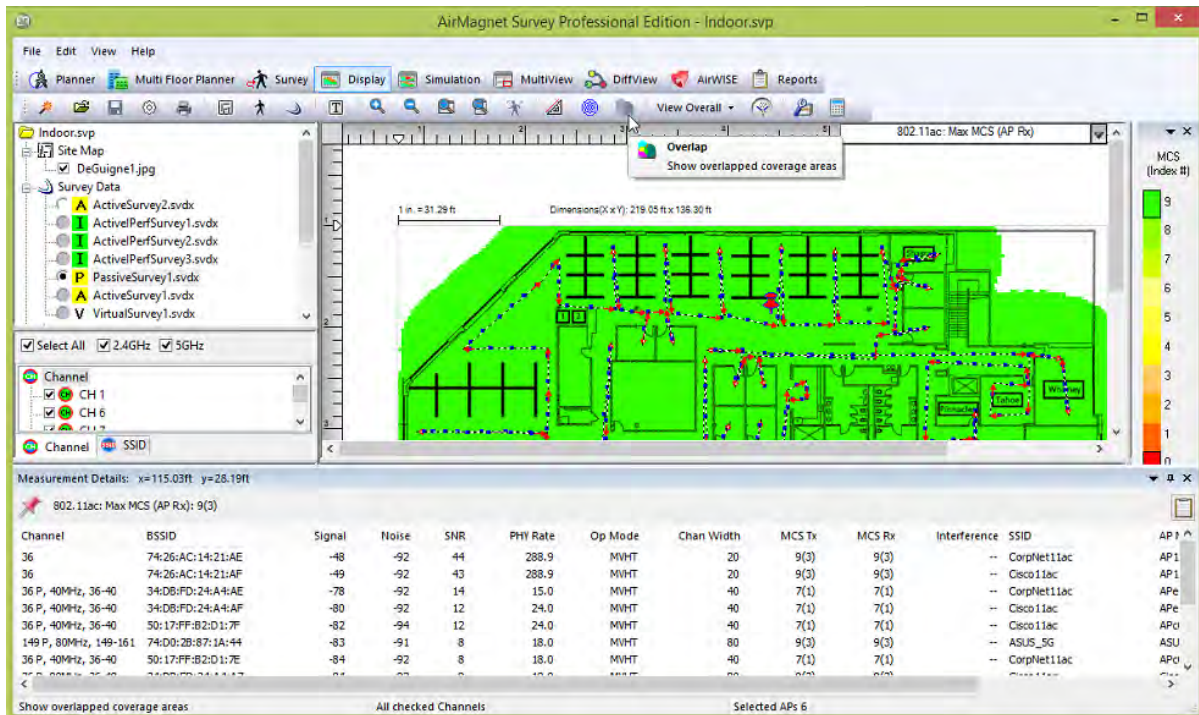 AirMagnet Survey Professional Edition - Indoor.svp
File Edit View Help
Planner Multi Floor Planner Survey Display Simulation MultiView DiffView AirWISE Reports
View Overall
Indoor.svp
Site Map
DeGuigne1.jpg
Survey Data
A ActiveSurvey2.svdx
I ActiveIPerfSurvey1.svdx
I ActiveIPerfSurvey2.svdx
I ActiveIPerfSurvey3.svdx
P PassiveSurvey1.svdx
A ActiveSurvey1.svdx
V VirtualSurvey1.svdx
Select All 2.4GHz 5GHz
Channel
CH 1
CH 6
Channel SSID
802.11ac: Max MCS (AP Rx)
Overlap
Show overlapped coverage areas
1 in. = 31.29 ft Dimensions(X x Y): 219.05 ft x 136.30 ft
1 2
Pinnacle
Tahoe
MCS
(Index #)
9
8
7
6
5
4
3
2
1
0
Measurement Details: x=115.03ft y=28.19ft
802.11ac: Max MCS (AP Rx): 9(3)
Channel BSSID Signal Noise SNR PHY Rate Op Mode Chan Width MCS Tx MCS Rx Interference SSID
36 74:26:AC:14:21:AE -48 -92 44 288.9 MVHT 20 9(3) 9(3) -- CorpNet11ac AP1
36 74:26:AC:14:21:AF -49 -92 43 288.9 MVHT 20 9(3) 9(3) -- Cisco11ac AP1
36 P, 40MHz, 36-40 34:DB:FD:24:A4:AE -78 -92 14 15.0 MVHT 40 7(1) 7(1) -- CorpNet11ac APe
36 P, 40MHz, 36-40 34:DB:FD:24:A4:AF -80 -92 12 24.0 MVHT 40 7(1) 7(1) -- Cisco11ac APe
36 P, 40MHz, 36-40 50:17:FF:B2:D1:7F -82 -94 12 24.0 MVHT 40 7(1) 7(1) -- Cisco11ac APc
149 P, 80MHz, 149-161 74:D0:2B:87:1A:44 -83 -91 8 18.0 MVHT 80 9(3) 9(3) -- ASUS_5G ASU
36 P, 40MHz, 36-40 50:17:FF:B2:D1:7E -84 -92 8 18.0 MVHT 40 7(1) 7(1) -- CorpNet11ac APc
Show overlapped coverage areas All checked Channels Selected APs 6